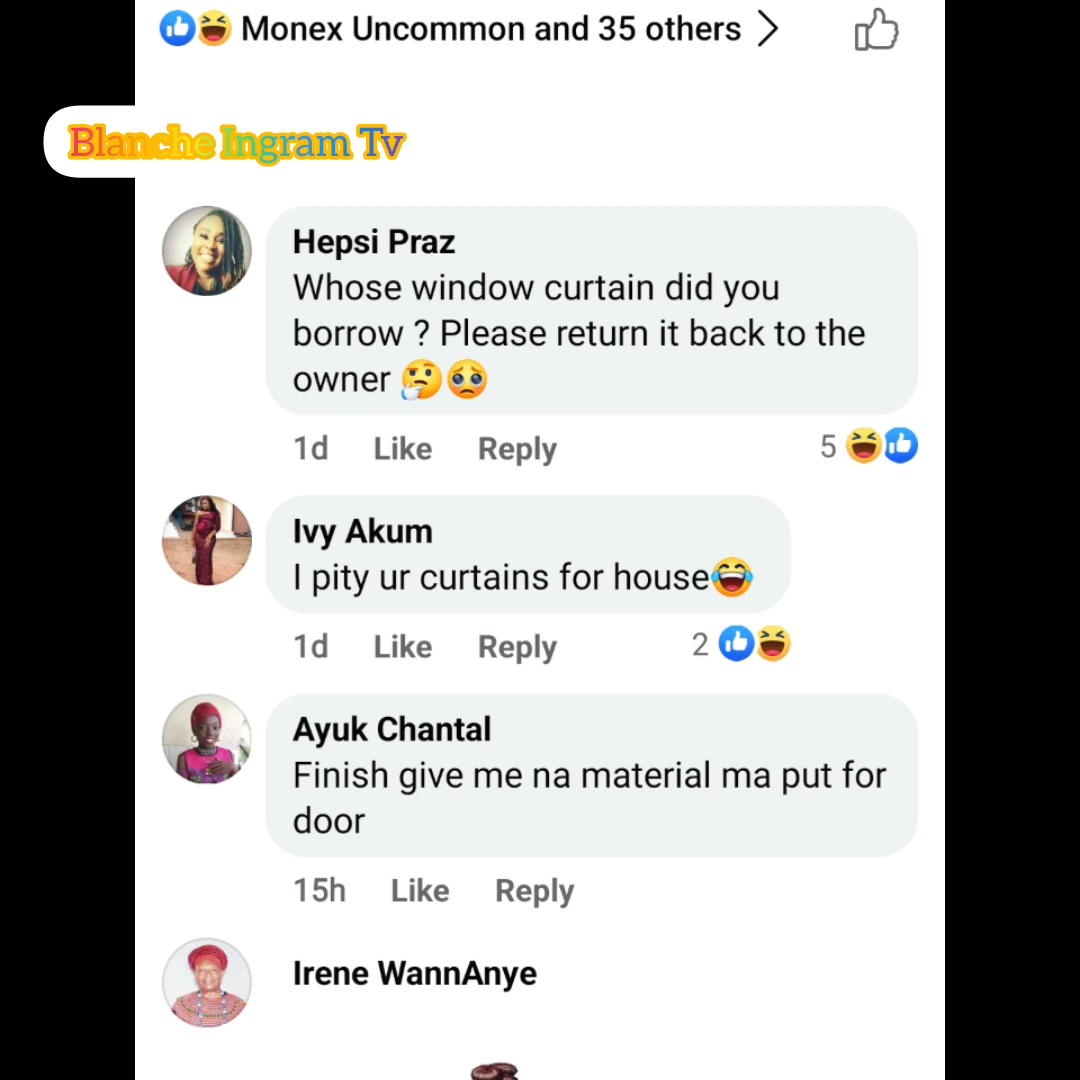 Monex Uncommon and 35 others
Blanche Ingram Tv
Hepsi Praz
Whose window curtain did you
borrow ? Please return it back to the
owner 🤔🥺
1d Like Reply 5
Ivy Akum
I pity ur curtains for house😂
1d Like Reply 2
Ayuk Chantal
Finish give me na material ma put for
door
15h Like Reply
Irene WannAnye